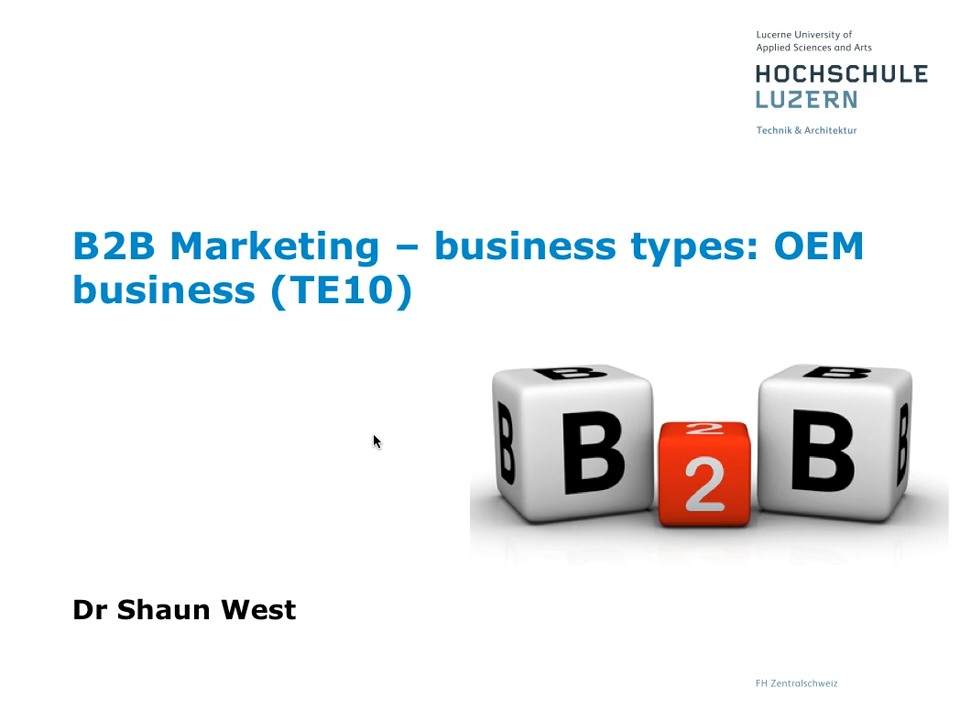 Lucerne University of
Applied Sciences and Arts
HOCHSCHULE
LUZERN
Technik & Architektur
B2B Marketing – business types: OEM
business (TE10)
B B
B B 2 B B
2
Dr Shaun West
FH Zentralschweiz